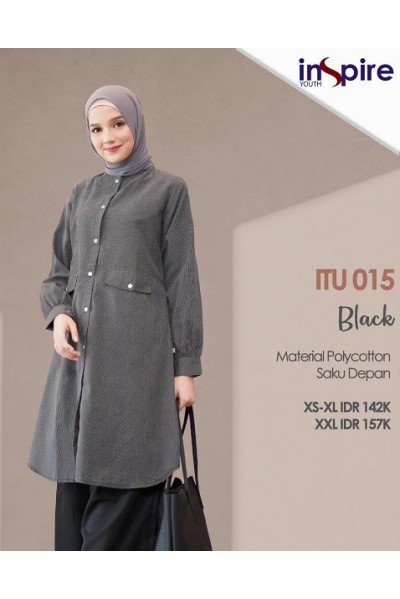 inspire
YOUTH
ITU 015
Black
Material Polycotton
Saku Depan
XS-XL IDR 142K
XXL IDR 157K